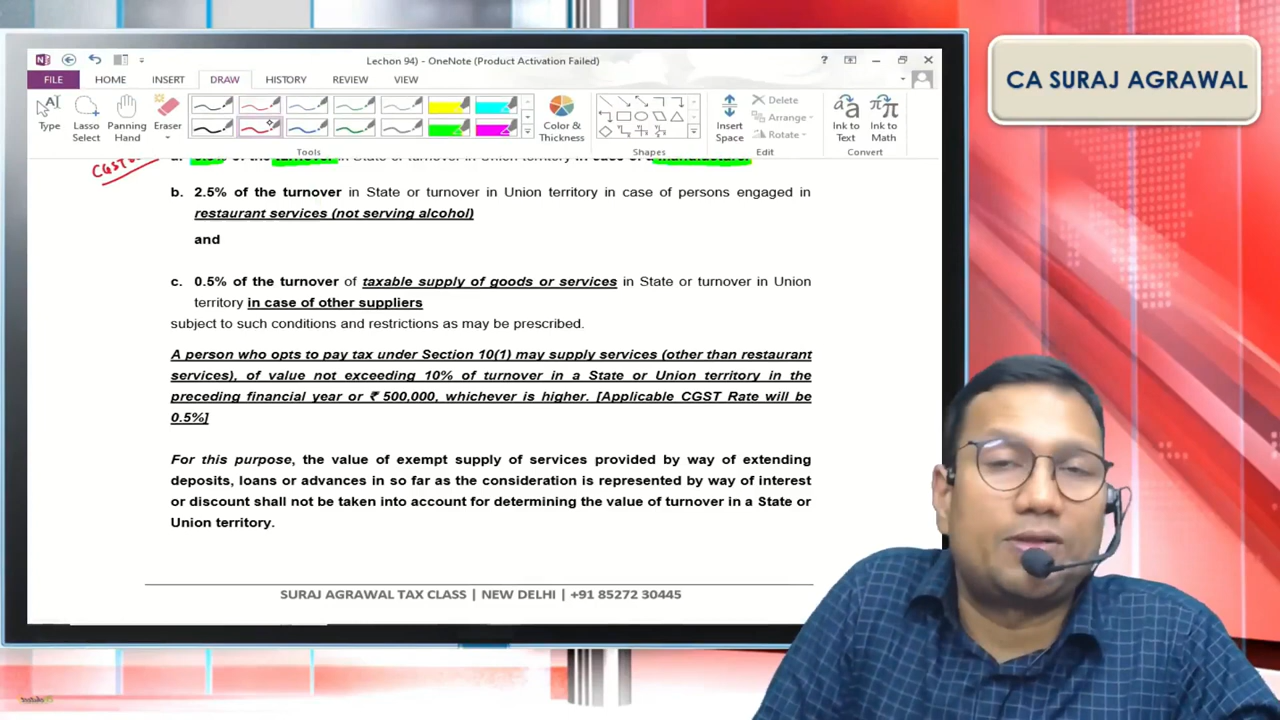 CA SURAJ AGRAWAL
Lechon 94) - OneNote (Product Activation Failed)
FILE HOME INSERT DRAW HISTORY REVIEW VIEW
Type
Lasso Select
Panning Hand
Eraser
Color & Thickness
Insert Space
Delete
Arrange
Rotate
Ink to Text
Ink to Math
Tools
Shapes
Edit
Convert
b. 2.5% of the turnover in State or turnover in Union territory in case of persons engaged in
restaurant services (not serving alcohol)
and
c. 0.5% of the turnover of taxable supply of goods or services in State or turnover in Union
territory in case of other suppliers
subject to such conditions and restrictions as may be prescribed.
A person who opts to pay tax under Section 10(1) may supply services (other than restaurant
services), of value not exceeding 10% of turnover in a State or Union territory in the
preceding financial year or ₹ 500,000, whichever is higher. [Applicable CGST Rate will be
0.5%]
For this purpose, the value of exempt supply of services provided by way of extending
deposits, loans or advances in so far as the consideration is represented by way of interest
or discount shall not be taken into account for determining the value of turnover in a State or
Union territory.
SURAJ AGRAWAL TAX CLASS | NEW DELHI | +91 85272 30445